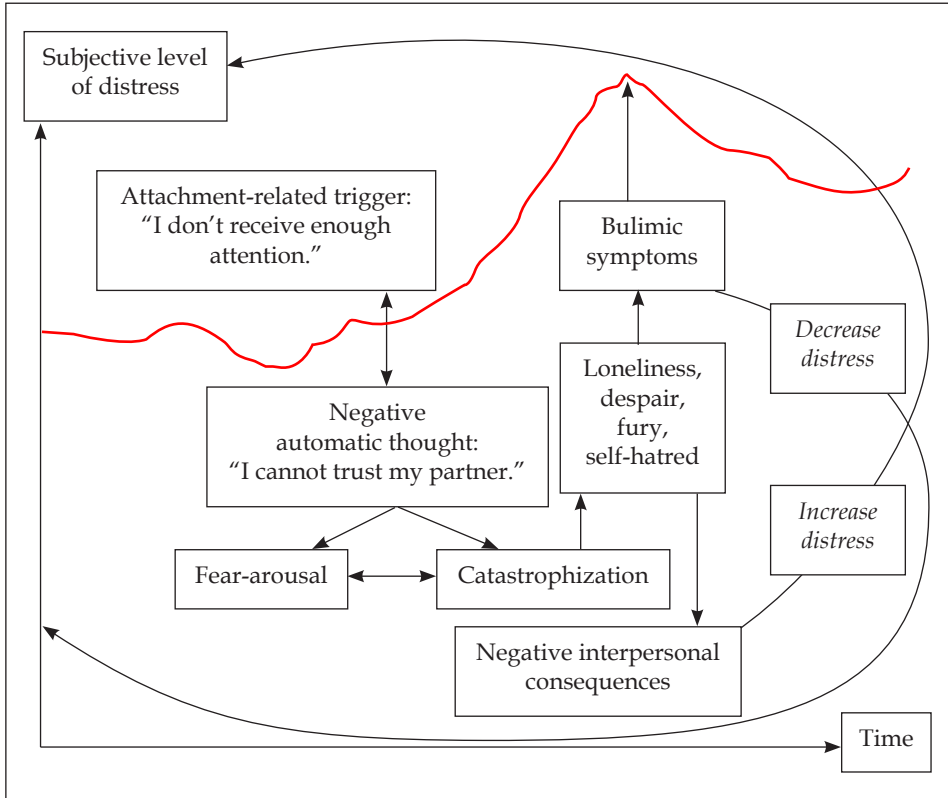 Subjective level
of distress
Attachment-related trigger:
“I don’t receive enough
attention.”
Bulimic
symptoms
Decrease
distress
Loneliness,
despair,
fury,
self-hatred
Negative
automatic thought:
“I cannot trust my partner.”
Increase
distress
Fear-arousal
Catastrophization
Negative interpersonal
consequences
Time